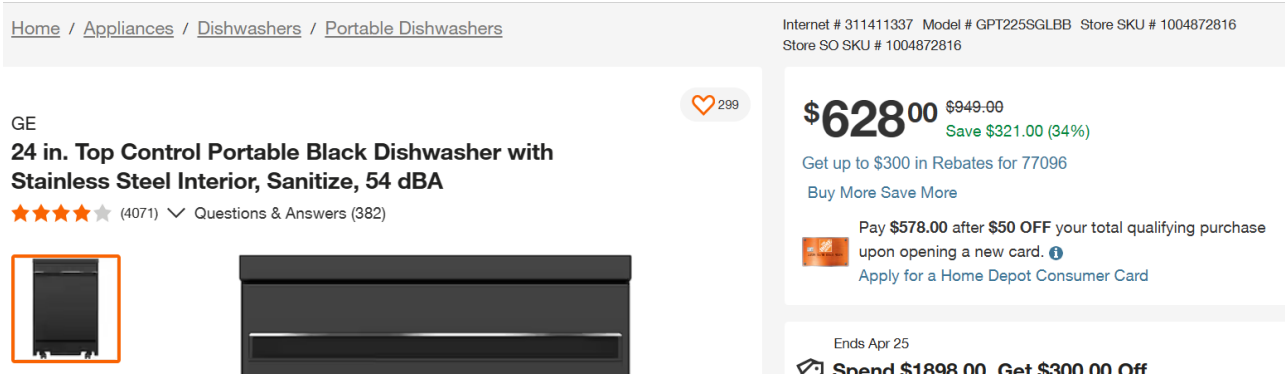 Home / Appliances / Dishwashers / Portable Dishwashers
Internet # 311411337 Model # GPT225SGLBB Store SKU # 1004872816
Store SO SKU # 1004872816
299
GE
24 in. Top Control Portable Black Dishwasher with
Stainless Steel Interior, Sanitize, 54 dBA
(4071) Questions & Answers (382)
$628 00 $949.00
Save $321.00 (34%)
Get up to $300 in Rebates for 77096
Buy More Save More
Pay $578.00 after $50 OFF your total qualifying purchase
upon opening a new card.
Apply for a Home Depot Consumer Card
Ends Apr 25
Spend $1898.00, Get $300.00 Off